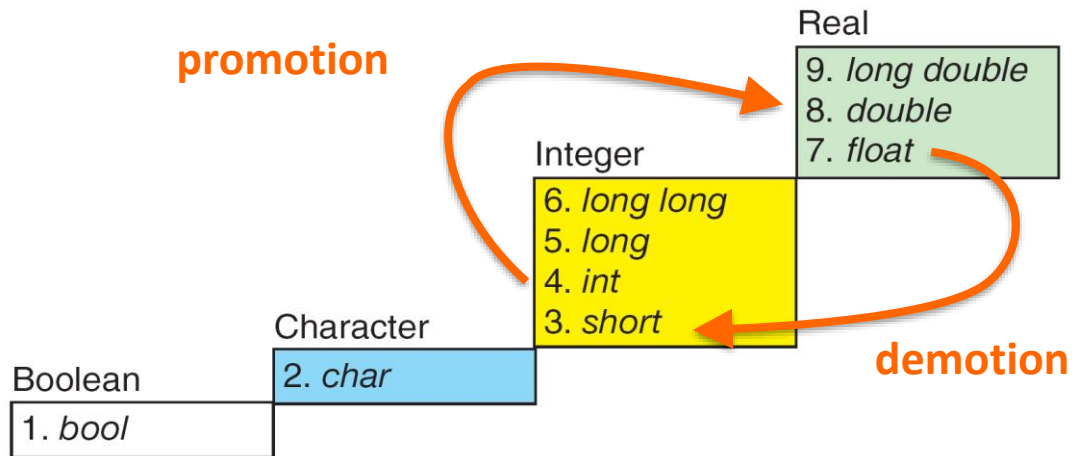 Real
promotion
9. long double
8. double
7. float
Integer
6. long long
5. long
4. int
3. short
Character
demotion
2. char
Boolean
1. bool